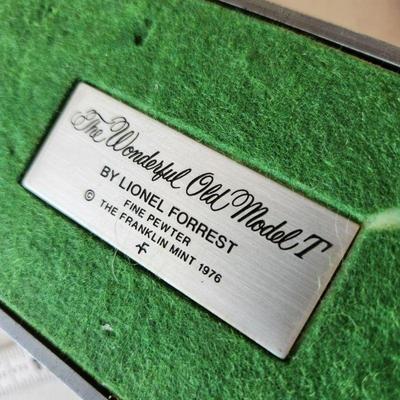 The Wonderful Old Model T
BY LIONEL FORREST
FINE PEWTER
© THE FRANKLIN MINT 1976